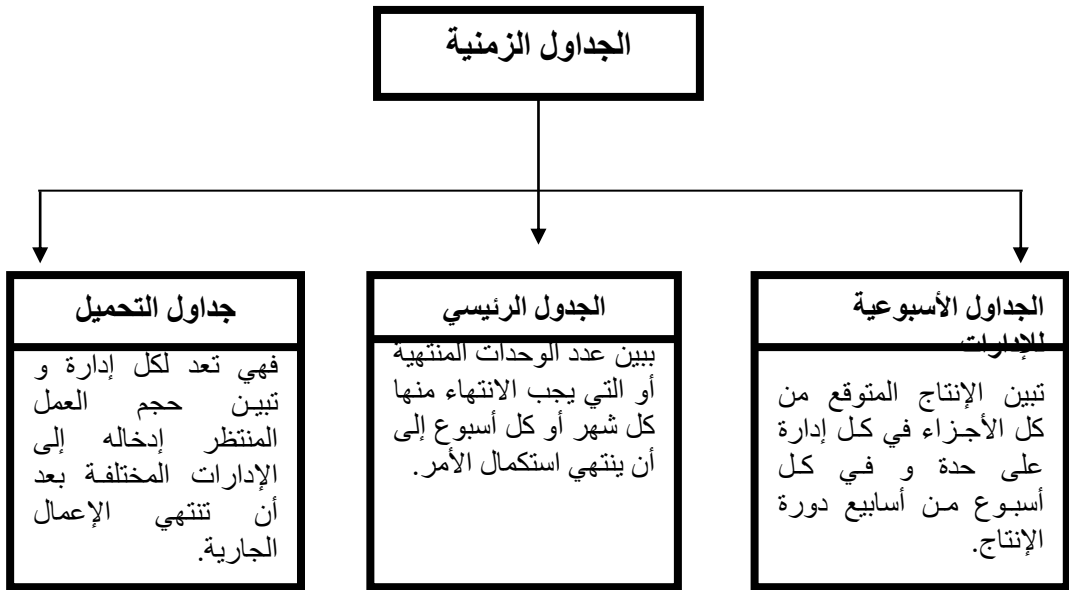 الجداول الزمنية
الجداول الأسبوعية
للإدارات
تبين الإنتاج المتوقع من
كل الأجزاء في كل إدارة
على حدة و في كل
أسبوع من أسابيع دورة
الإنتاج.
الجدول الرئيسي
يبين عدد الوحدات المنتهية
أو التي يجب الانتهاء منها
كل شهر أو كل أسبوع إلى
أن ينتهي استكمال الأمر.
جداول التحميل
فهي تعد لكل إدارة و
تبين حجم العمل
المنتظر إدخاله إلى
الإدارات المختلفة بعد
أن تنتهي الإعمال
الجارية.